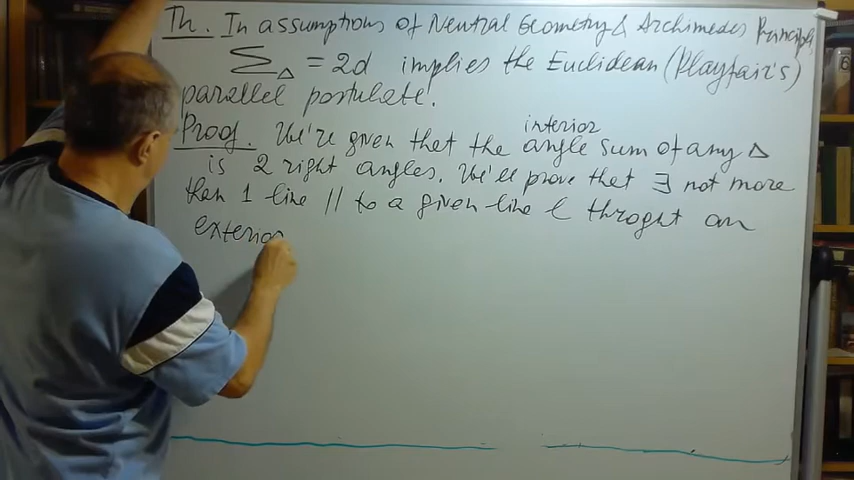 Th. In assumptions of Neutral Geometry & Archimedes Principle
Σ△ = 2d implies the Euclidean (Playfair's)
parallel postulate.
Proof. We're given that the interior angle sum of any △
is 2 right angles. We'll prove that ∃ not more
than 1 line // to a given line l throght an
exterior